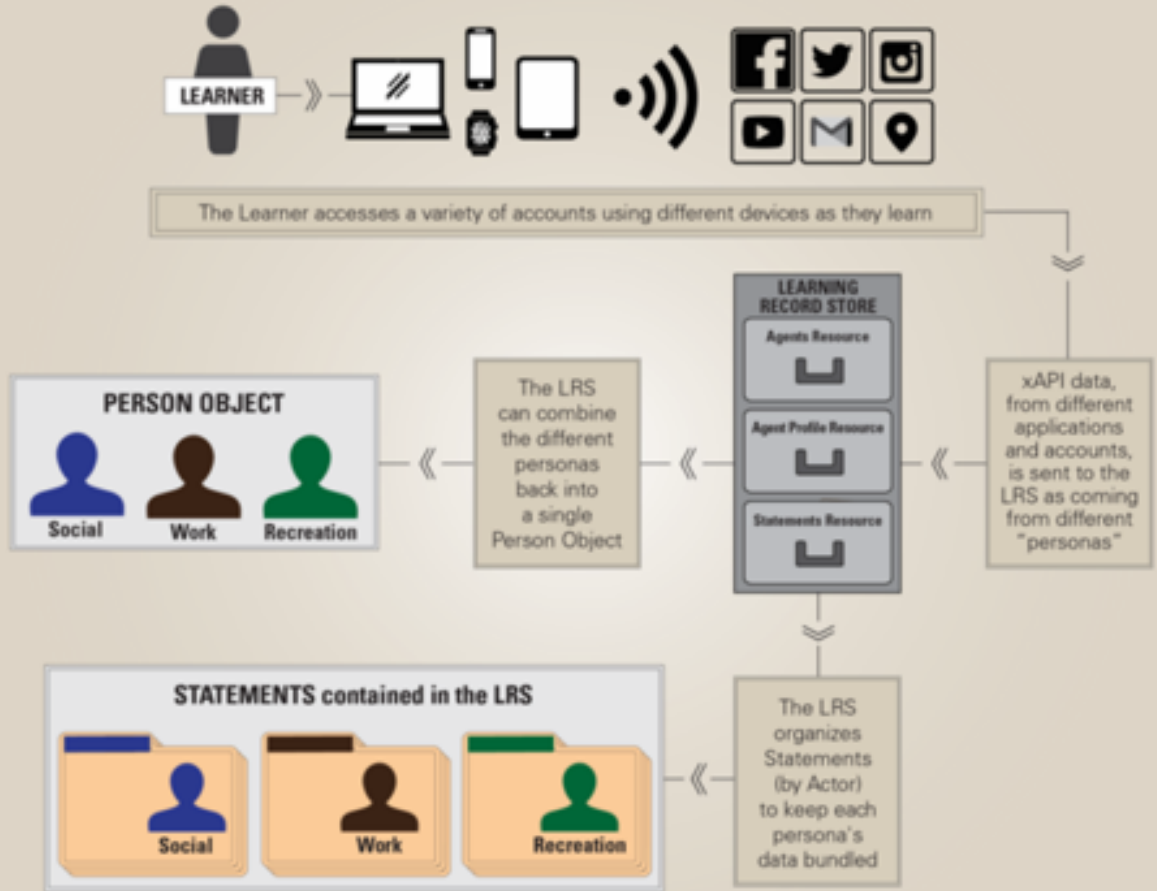 LEARNER
The Learner accesses a variety of accounts using different devices as they learn
LEARNING
RECORD STORE
Agents Resource
Agent Profile Resource
Statements Resource
xAPI data,
from different
applications
and accounts,
is sent to the
LRS as coming
from different
"personas"
The LRS
can combine
the different
personas
back into
a single
Person Object
PERSON OBJECT
Social
Work
Recreation
The LRS
organizes
Statements
(by Actor)
to keep each
persona's
data bundled
STATEMENTS contained in the LRS
Social
Work
Recreation